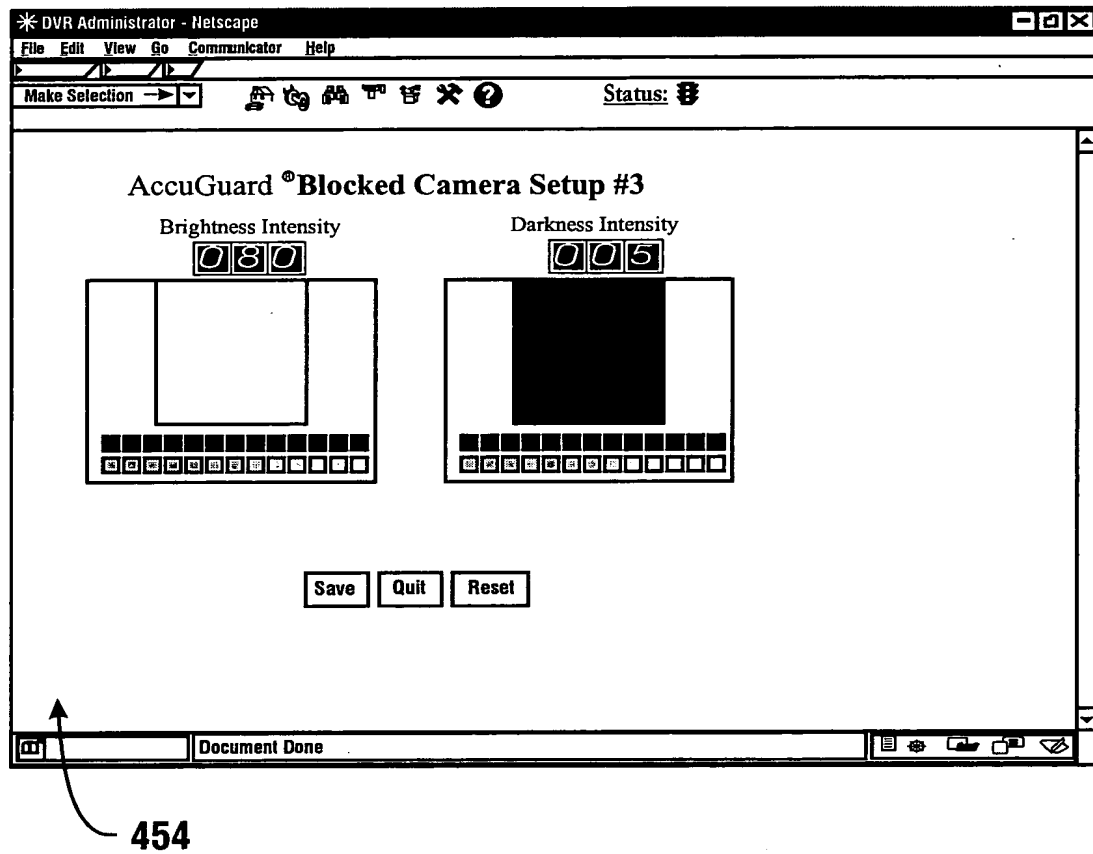 DVR Administrator - Netscape
File Edit View Go Communicator Help
Make Selection
Status:
AccuGuard ®Blocked Camera Setup #3
Brightness Intensity Darkness Intensity
080 005
Save Quit Reset
Document Done
454